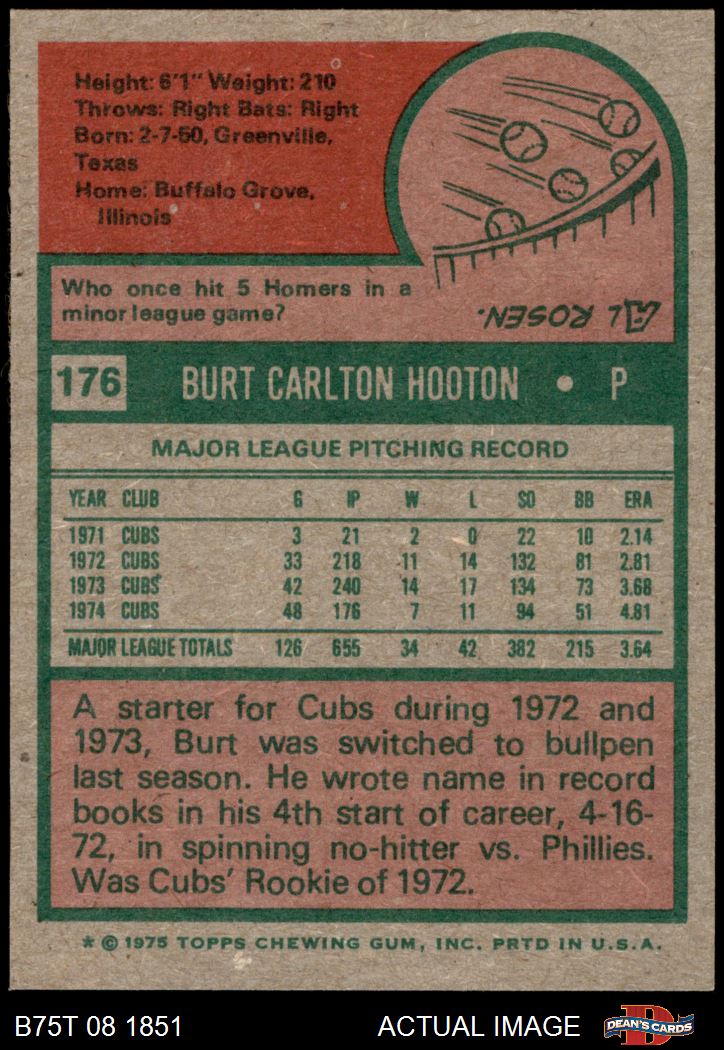 Height: 6'1" Weight: 210
Throws: Right Bats: Right
Born: 2-7-50, Greenville,
Texas
Home: Buffalo Grove,
Illinois
Who once hit 5 Homers in a
minor league game?
AL ROSEN.
176 BURT CARLTON HOOTON • P
MAJOR LEAGUE PITCHING RECORD
YEAR CLUB G IP W L SO BB ERA
1971 CUBS 3 21 2 0 22 10 2.14
1972 CUBS 33 218 11 14 132 81 2.81
1973 CUBS 42 240 14 17 134 73 3.68
1974 CUBS 48 176 7 11 94 51 4.81
MAJOR LEAGUE TOTALS 126 655 34 42 382 215 3.64
A starter for Cubs during 1972 and
1973, Burt was switched to bullpen
last season. He wrote name in record
books in his 4th start of career, 4-16-
72, in spinning no-hitter vs. Phillies.
Was Cubs' Rookie of 1972.
* © 1975 TOPPS CHEWING GUM, INC. PRTD IN U.S.A.
B75T 08 1851 ACTUAL IMAGE D DEAN'S CARDS